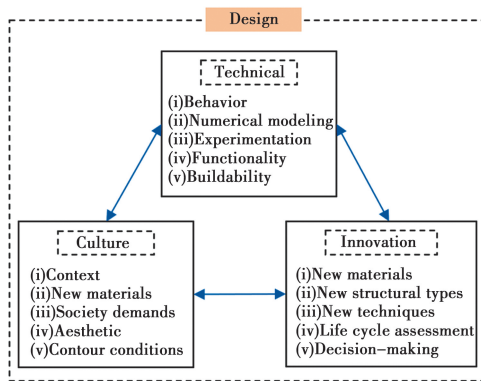 Design
Technical
(i)Behavior
(ii)Numerical modeling
(iii)Experimentation
(iv)Functionality
(v)Buildability
Culture
(i)Context
(ii)New materials
(iii)Society demands
(iv)Aesthetic
(v)Contour conditions
Innovation
(i)New materials
(ii)New structural types
(iii)New techniques
(iv)Life cycle assessment
(v)Decision-making